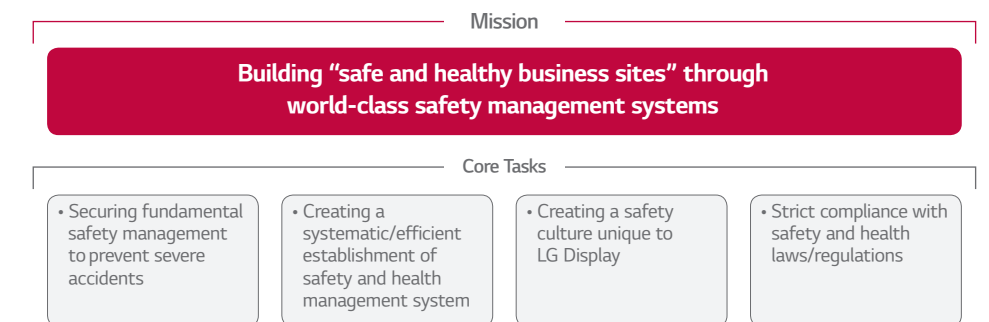 Mission
Building “safe and healthy business sites” through
world-class safety management systems
Core Tasks
• Securing fundamental
safety management
to prevent severe
accidents
• Creating a
systematic/efficient
establishment of
safety and health
management system
• Creating a safety
culture unique to
LG Display
• Strict compliance with
safety and health
laws/regulations